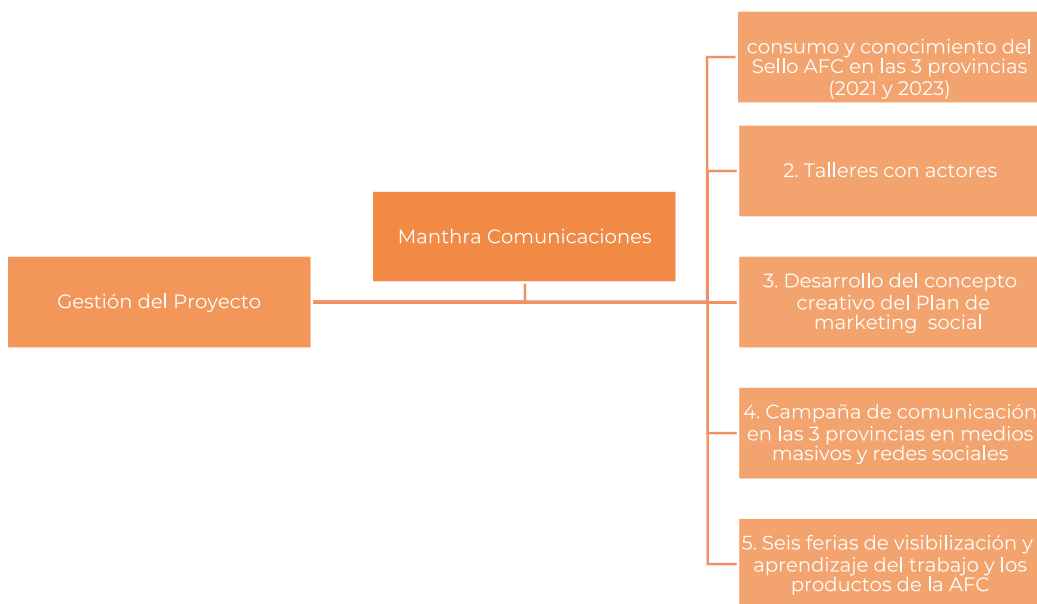 Gestión del Proyecto
Manthra Comunicaciones
consumo y conocimiento del
Sello AFC en las 3 provincias
(2021 y 2023)
2. Talleres con actores
3. Desarrollo del concepto
creativo del Plan de
marketing social
4. Campaña de comunicación
en las 3 provincias en medios
masivos y redes sociales
5. Seis ferias de visibilización y
aprendizaje del trabajo y los
productos de la AFC